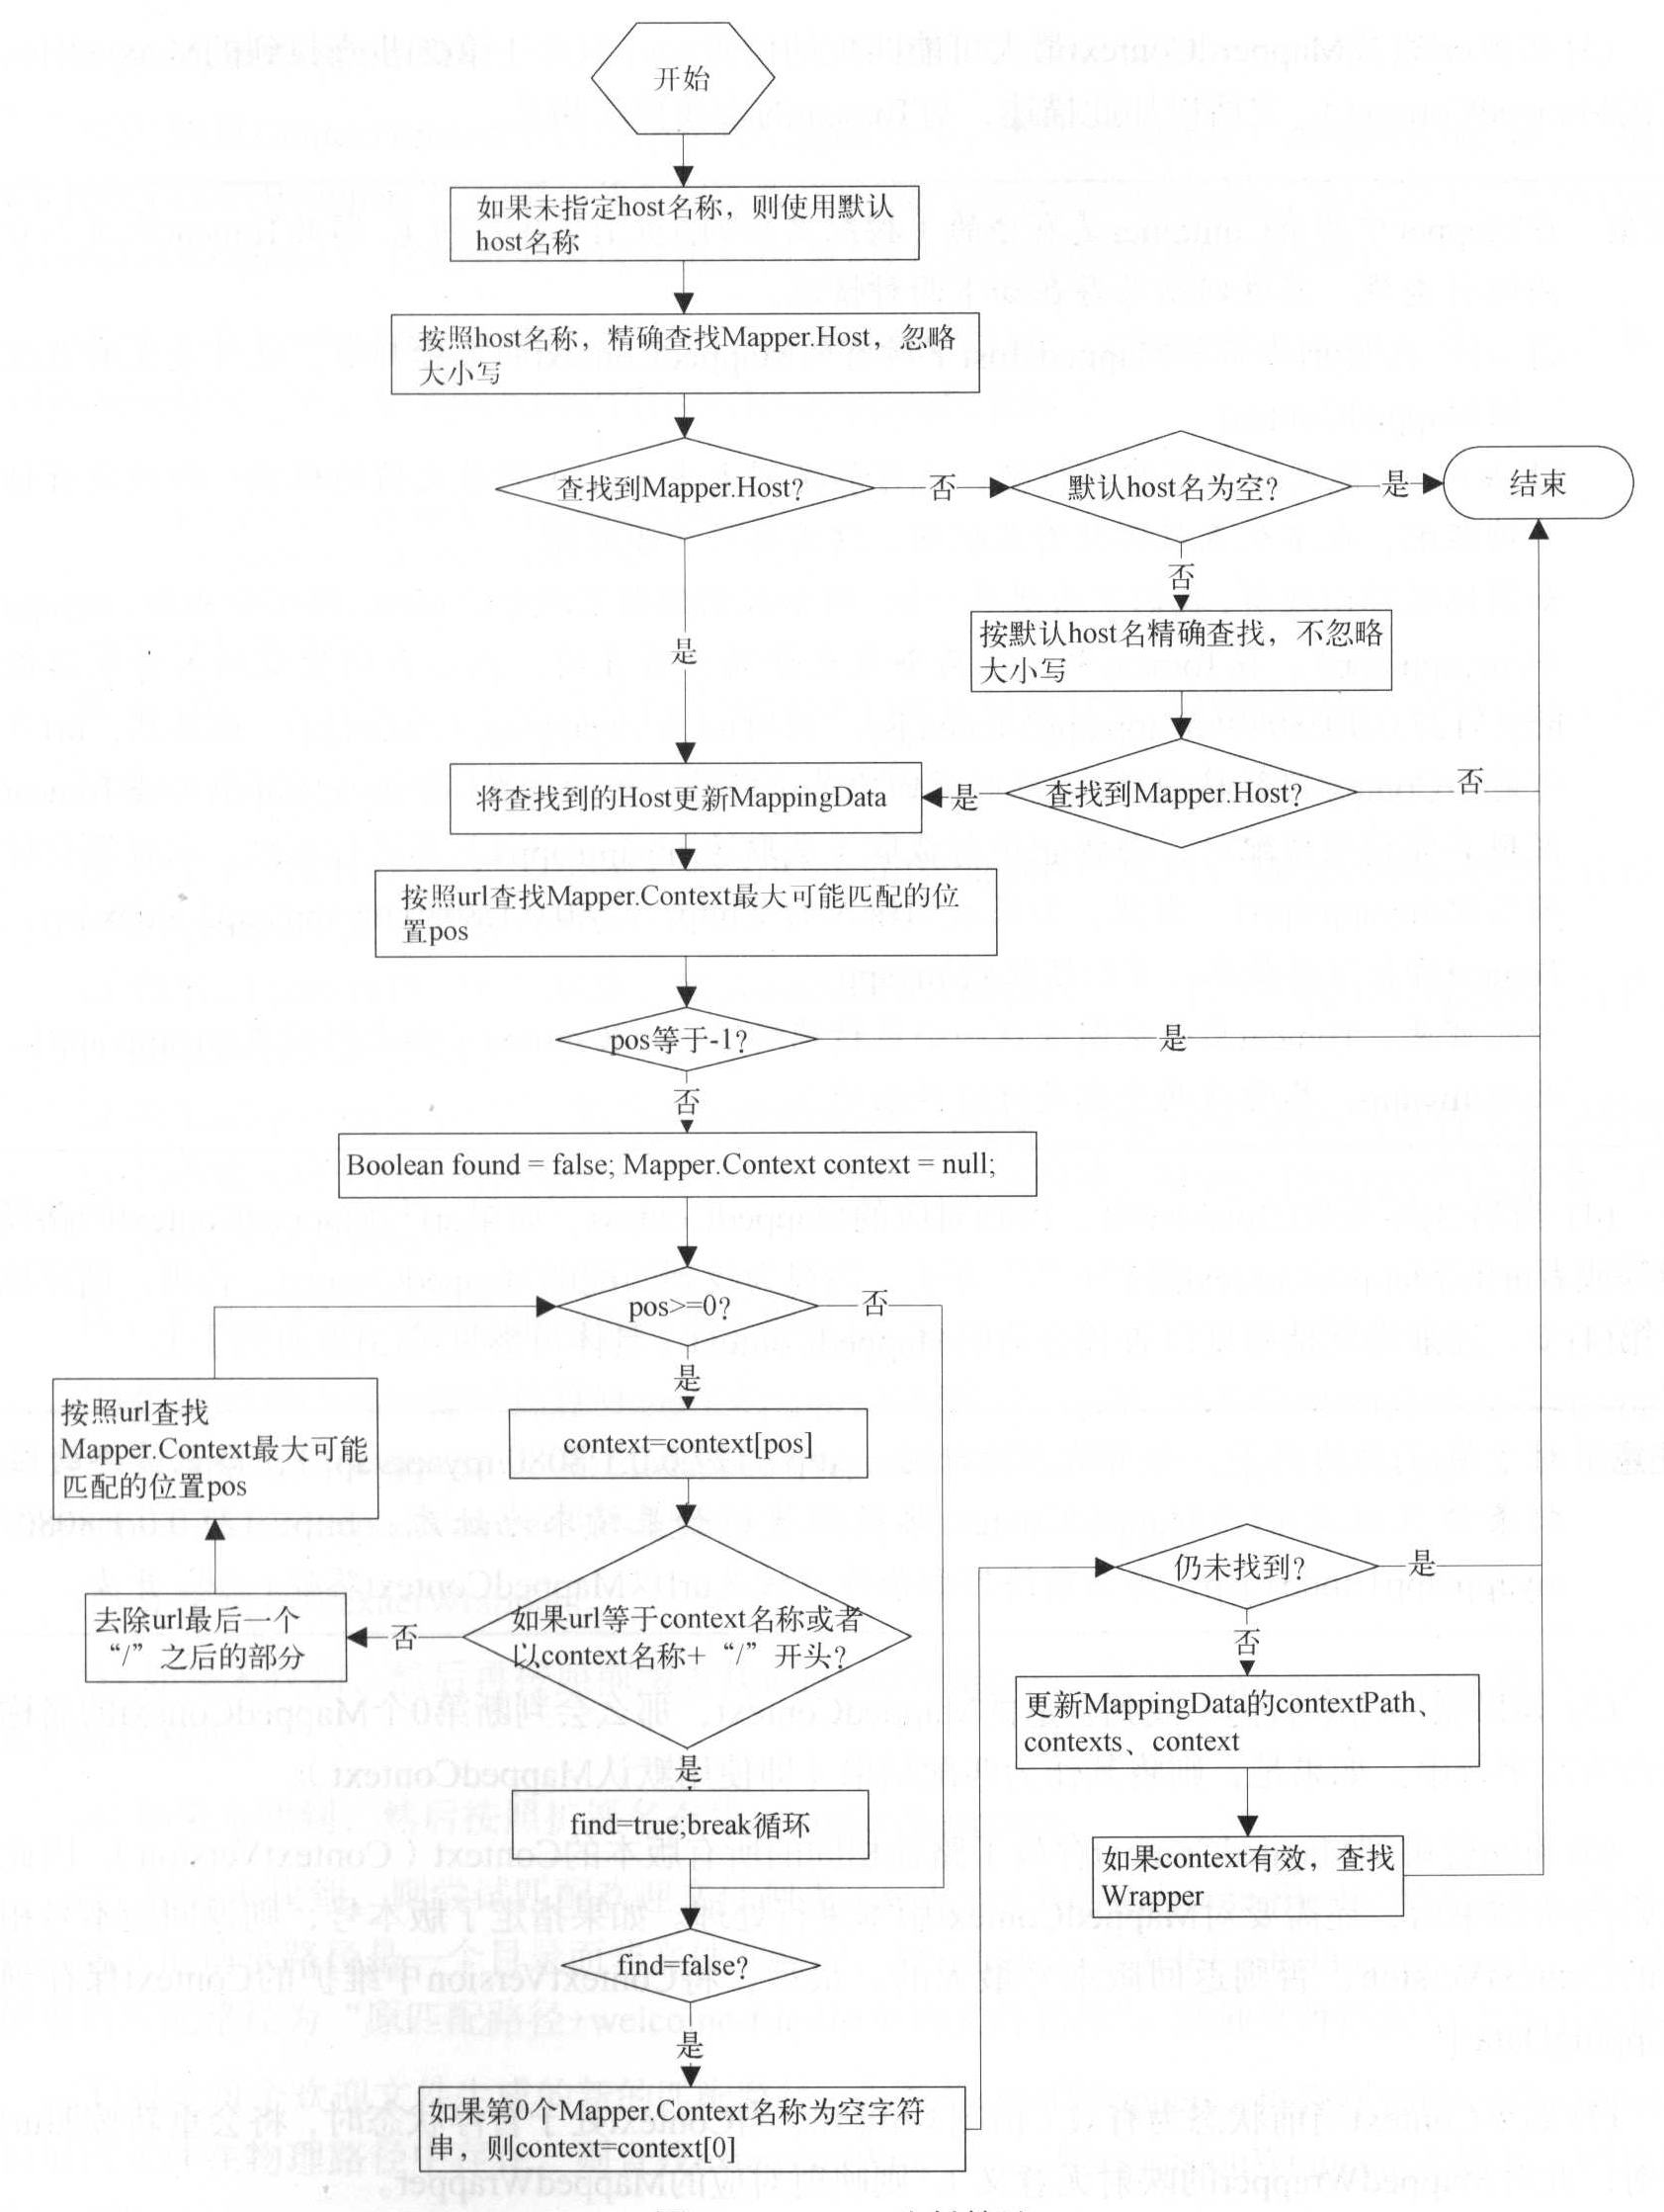 开始
如果未指定host名称，则使用默认
host名称
按照host名称，精确查找Mapper.Host，忽略
大小写
查找到Mapper.Host？
否
默认host名为空？
是
结束
否
按默认host名精确查找，不忽略
大小写
是
将查找到的Host更新MappingData
是
查找到Mapper.Host？
否
按照url查找Mapper.Context最大可能匹配的位
置pos
pos等于-1？
是
否
Boolean found = false; Mapper.Context context = null;
pos>=0？
否
是
按照url查找
Mapper.Context最大可能
匹配的位置pos
context=context[pos]
去除url最后一个
“/”之后的部分
否
如果url等于context名称或者
以context名称+“/”开头？
仍未找到？
是
否
更新MappingData的contextPath、
contexts、context
是
find=true;break循环
如果context有效，查找
Wrapper
find=false？
是
如果第0个Mapper.Context名称为空字符
串，则context=context[0]